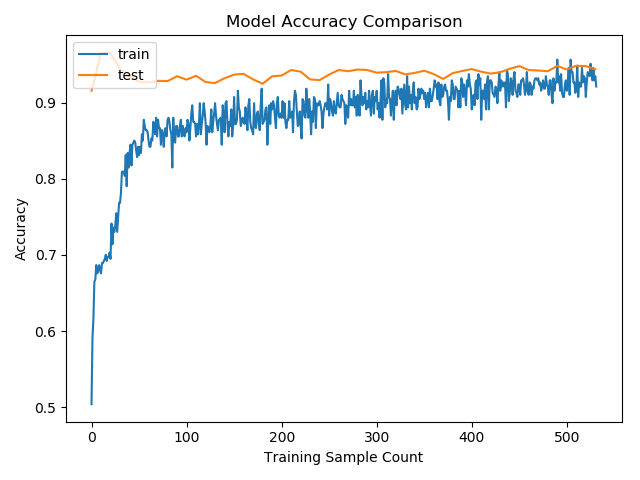 Model Accuracy Comparison
train
test
0.9
0.8
0.7
0.6
0.5
Accuracy
0 100 200 300 400 500
Training Sample Count